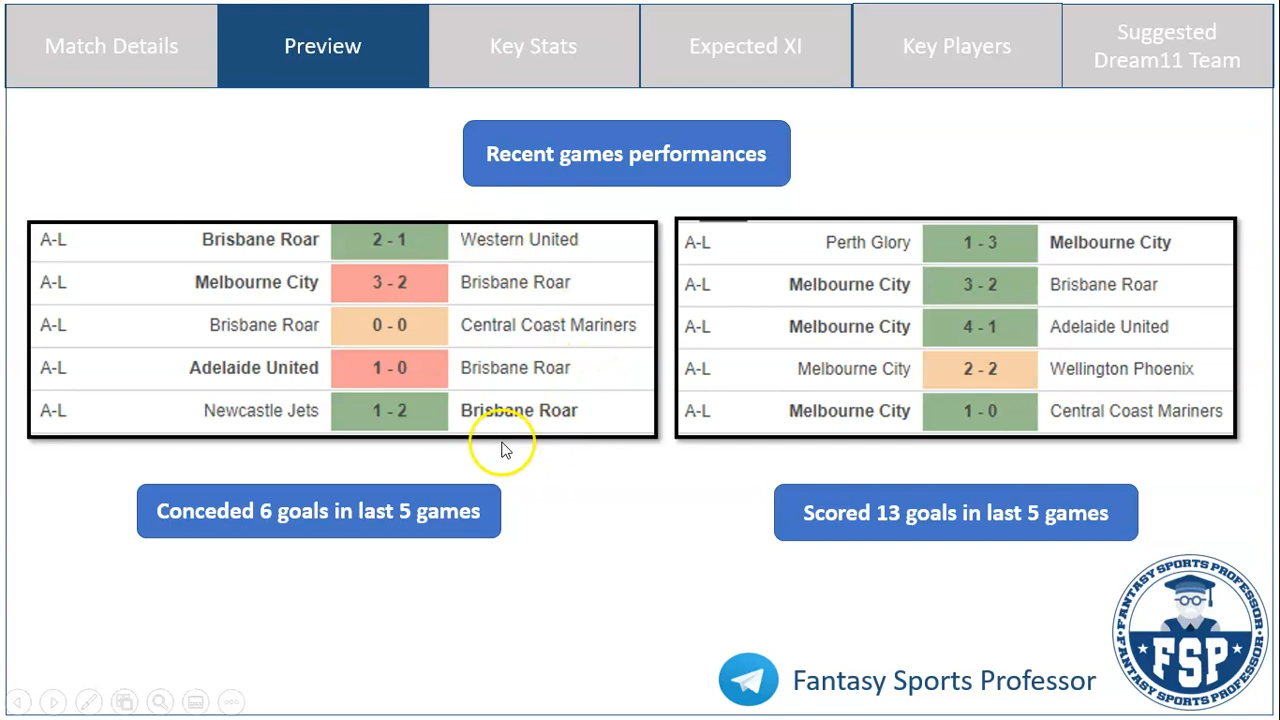 Match Details
Preview
Key Stats
Expected XI
Key Players
Suggested
Dream11 Team
Recent games performances
A-L Brisbane Roar 2 - 1 Western United
A-L Melbourne City 3 - 2 Brisbane Roar
A-L Brisbane Roar 0 - 0 Central Coast Mariners
A-L Adelaide United 1 - 0 Brisbane Roar
A-L Newcastle Jets 1 - 2 Brisbane Roar
A-L Perth Glory 1 - 3 Melbourne City
A-L Melbourne City 3 - 2 Brisbane Roar
A-L Melbourne City 4 - 1 Adelaide United
A-L Melbourne City 2 - 2 Wellington Phoenix
A-L Melbourne City 1 - 0 Central Coast Mariners
Conceded 6 goals in last 5 games
Scored 13 goals in last 5 games
Fantasy Sports Professor
FANTASY SPORTS PROFESSOR
FSP
FANTASY SPORTS PROFESSOR